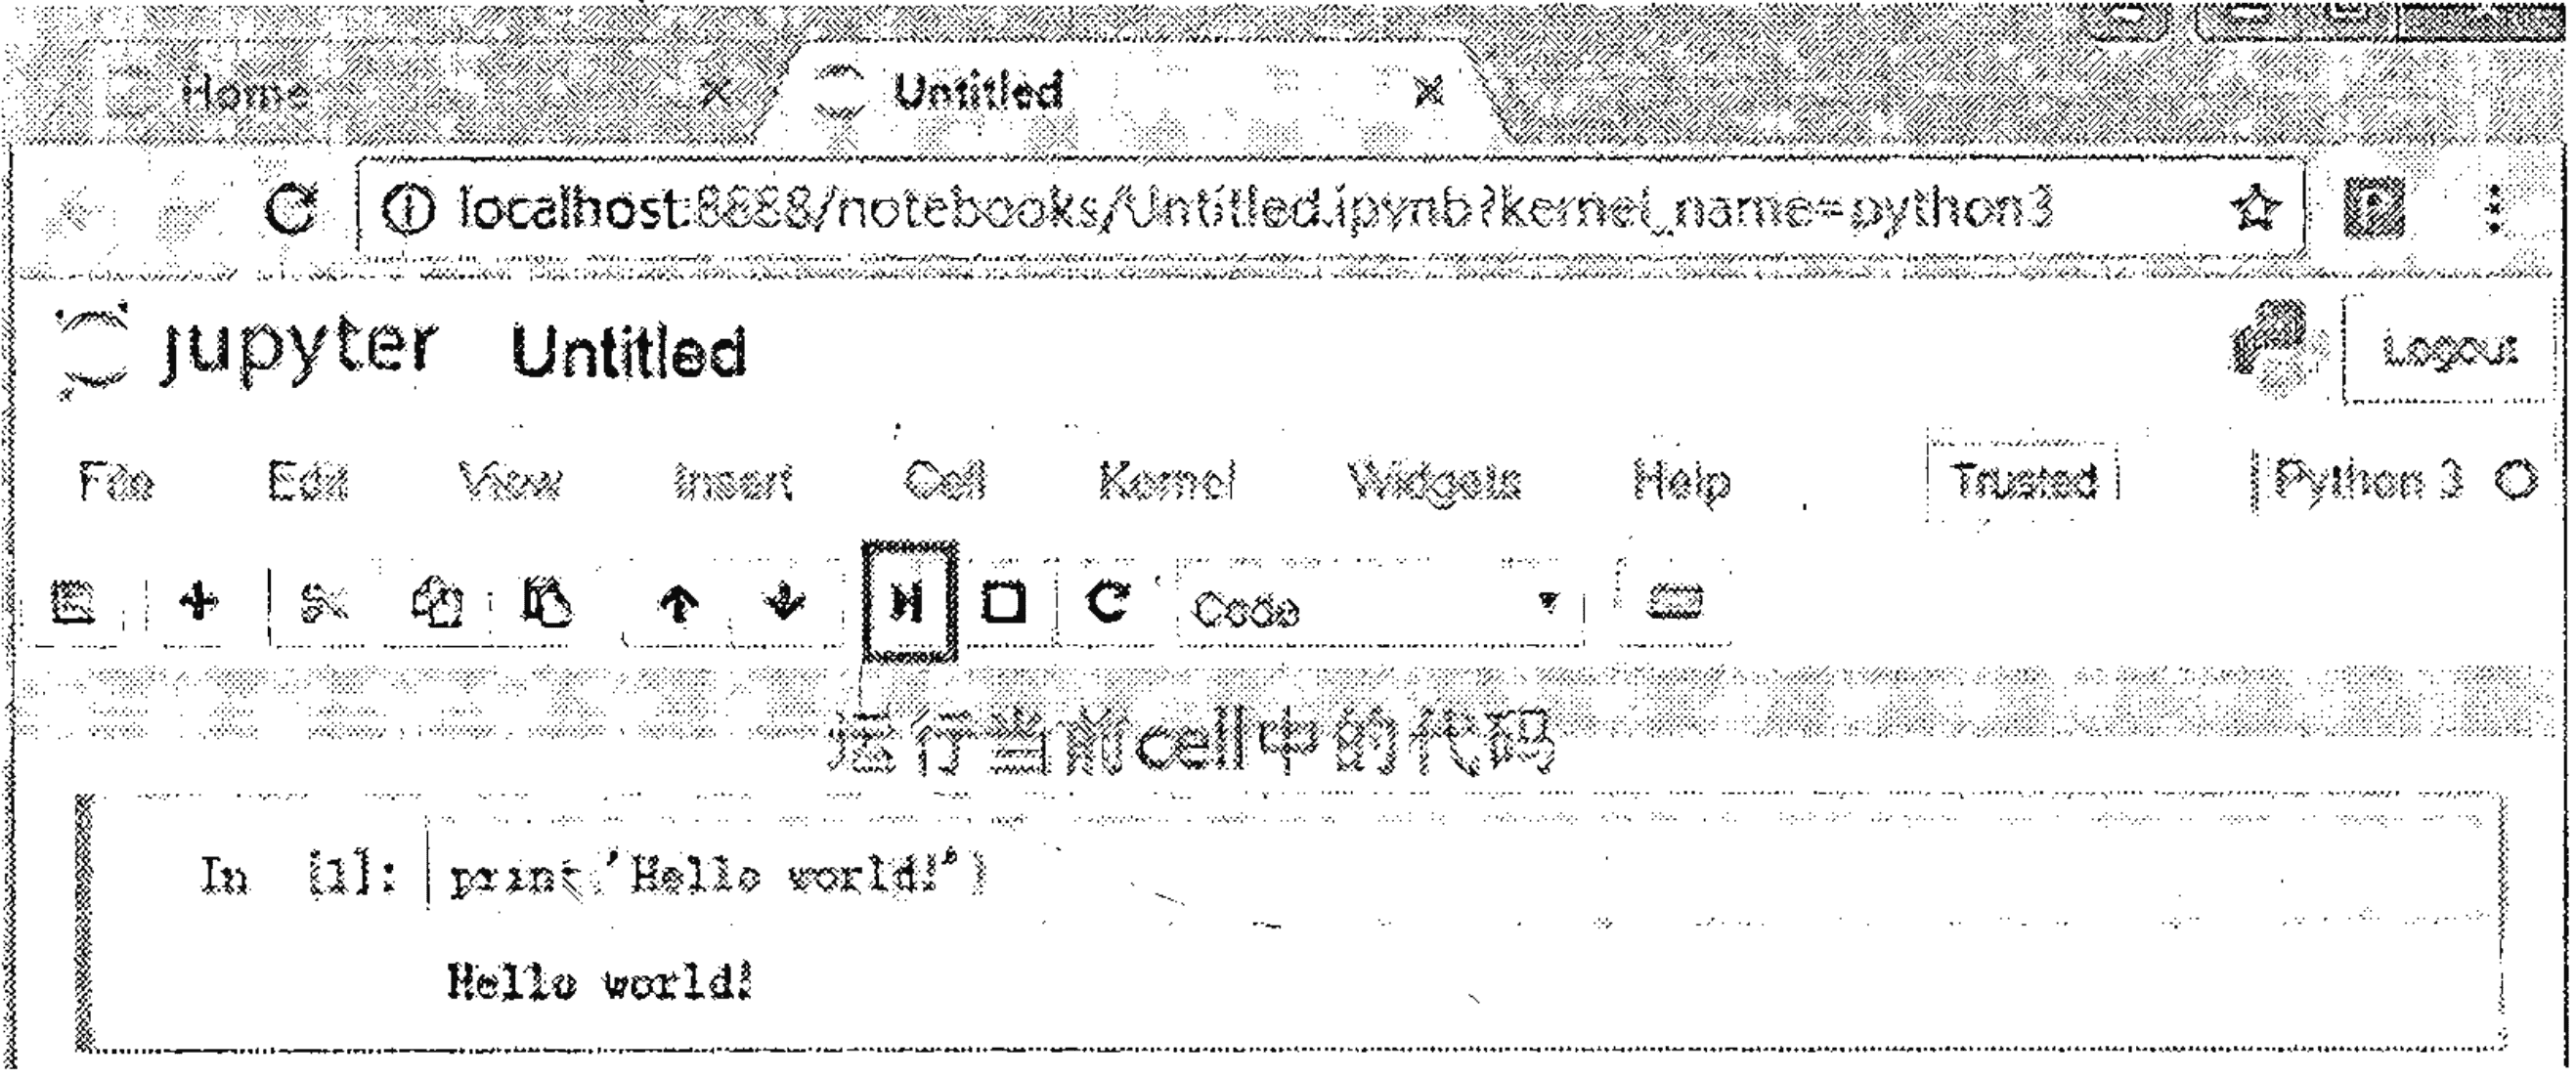 Home Untitled
localhost:8888/notebooks/Untitled.ipynb?kernel_name=python3
jupyter Untitled Logout
File Edit View Insert Cell Kernel Widgets Help Trusted Python 3
Code
运行当前cell中的代码
In [1]: print('Hello world!')
Hello world!